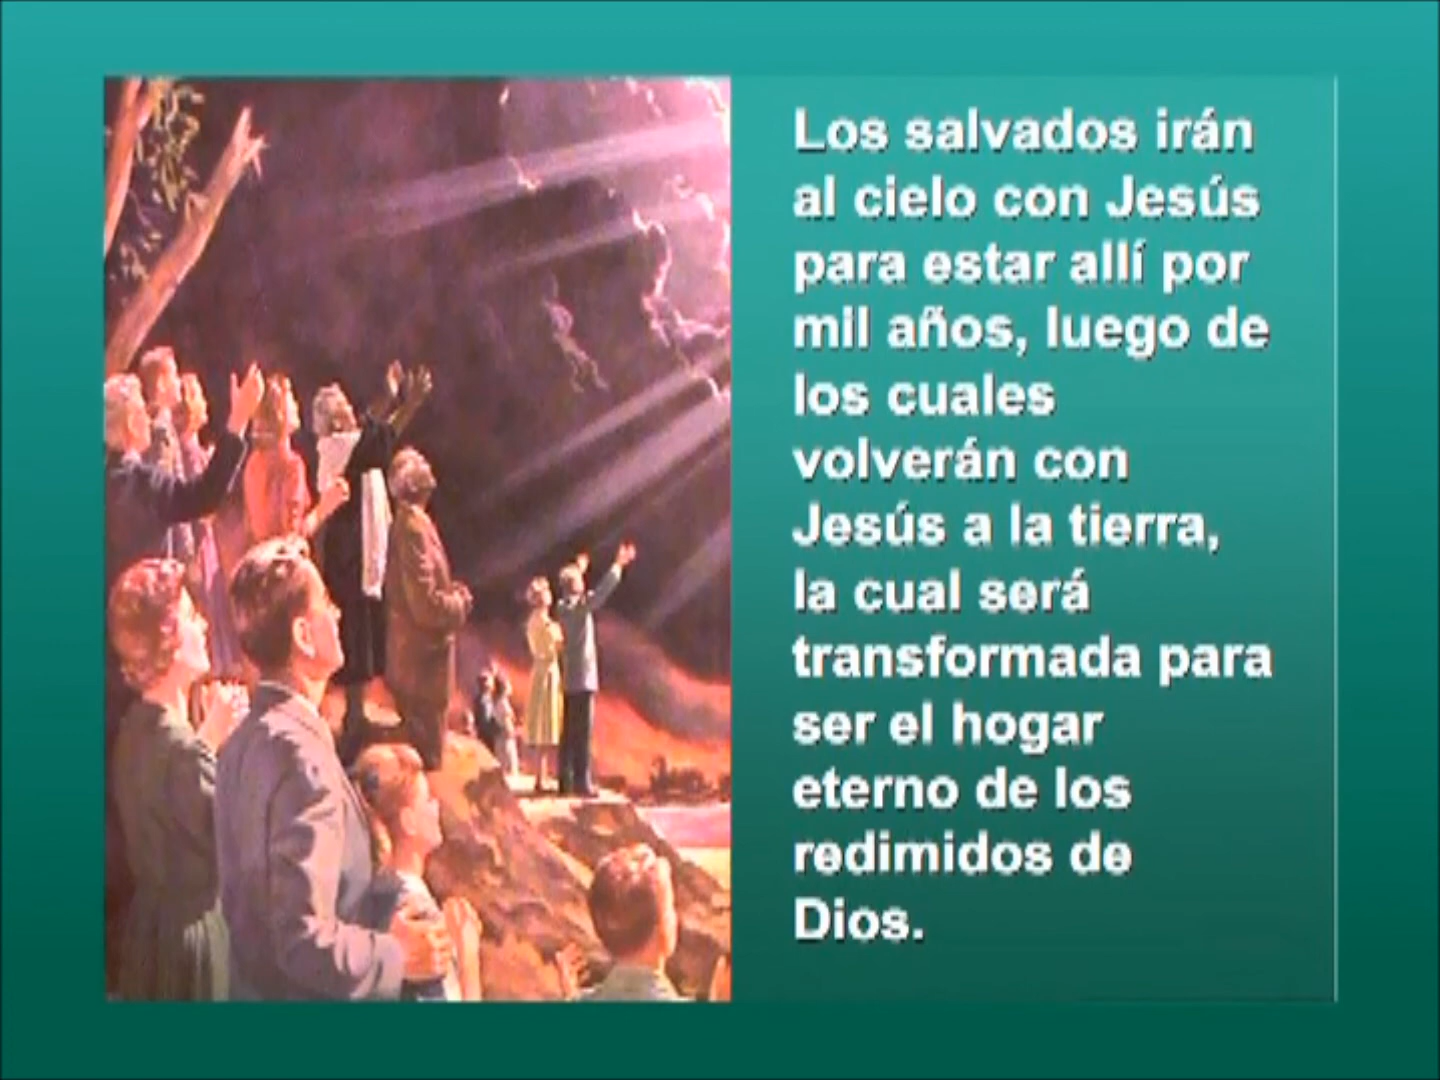 Los salvados irán
al cielo con Jesús
para estar allí por
mil años, luego de
los cuales
volverán con
Jesús a la tierra,
la cual será
transformada para
ser el hogar
eterno de los
redimidos de
Dios.